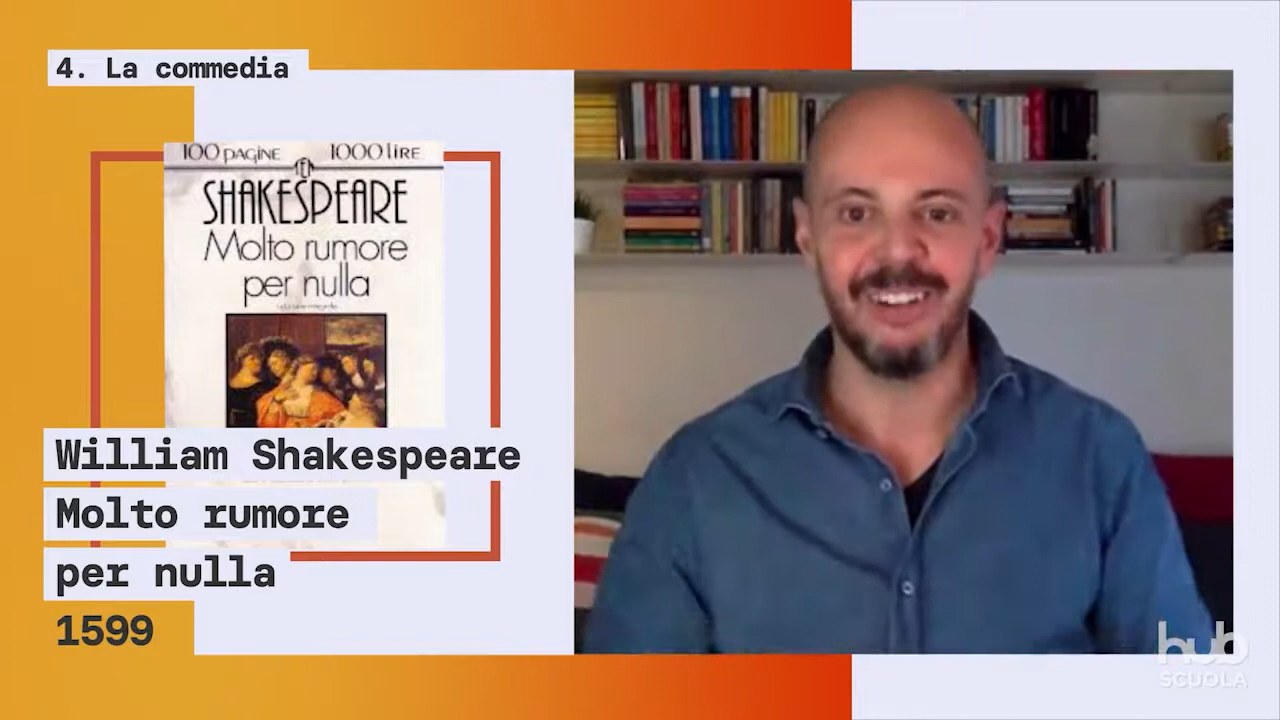 4. La commedia
100 PAGINE 1000 LIRE
SHAKESPEARE
Molto rumore
per nulla
William Shakespeare
Molto rumore
per nulla
1599
hub
SCUOLA